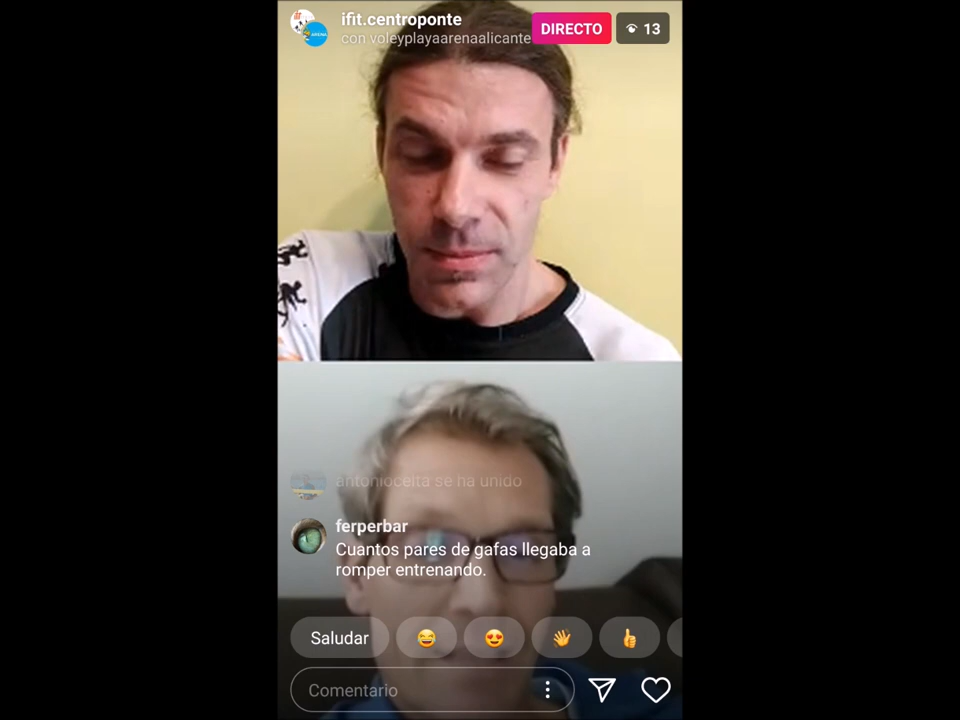 ifit.centroponte
con voleyplayaarenaalicante
DIRECTO
13
antonioceita se ha unido
ferperbar
Cuantos pares de gafas llegaba a
romper entrenando.
Saludar
Comentario